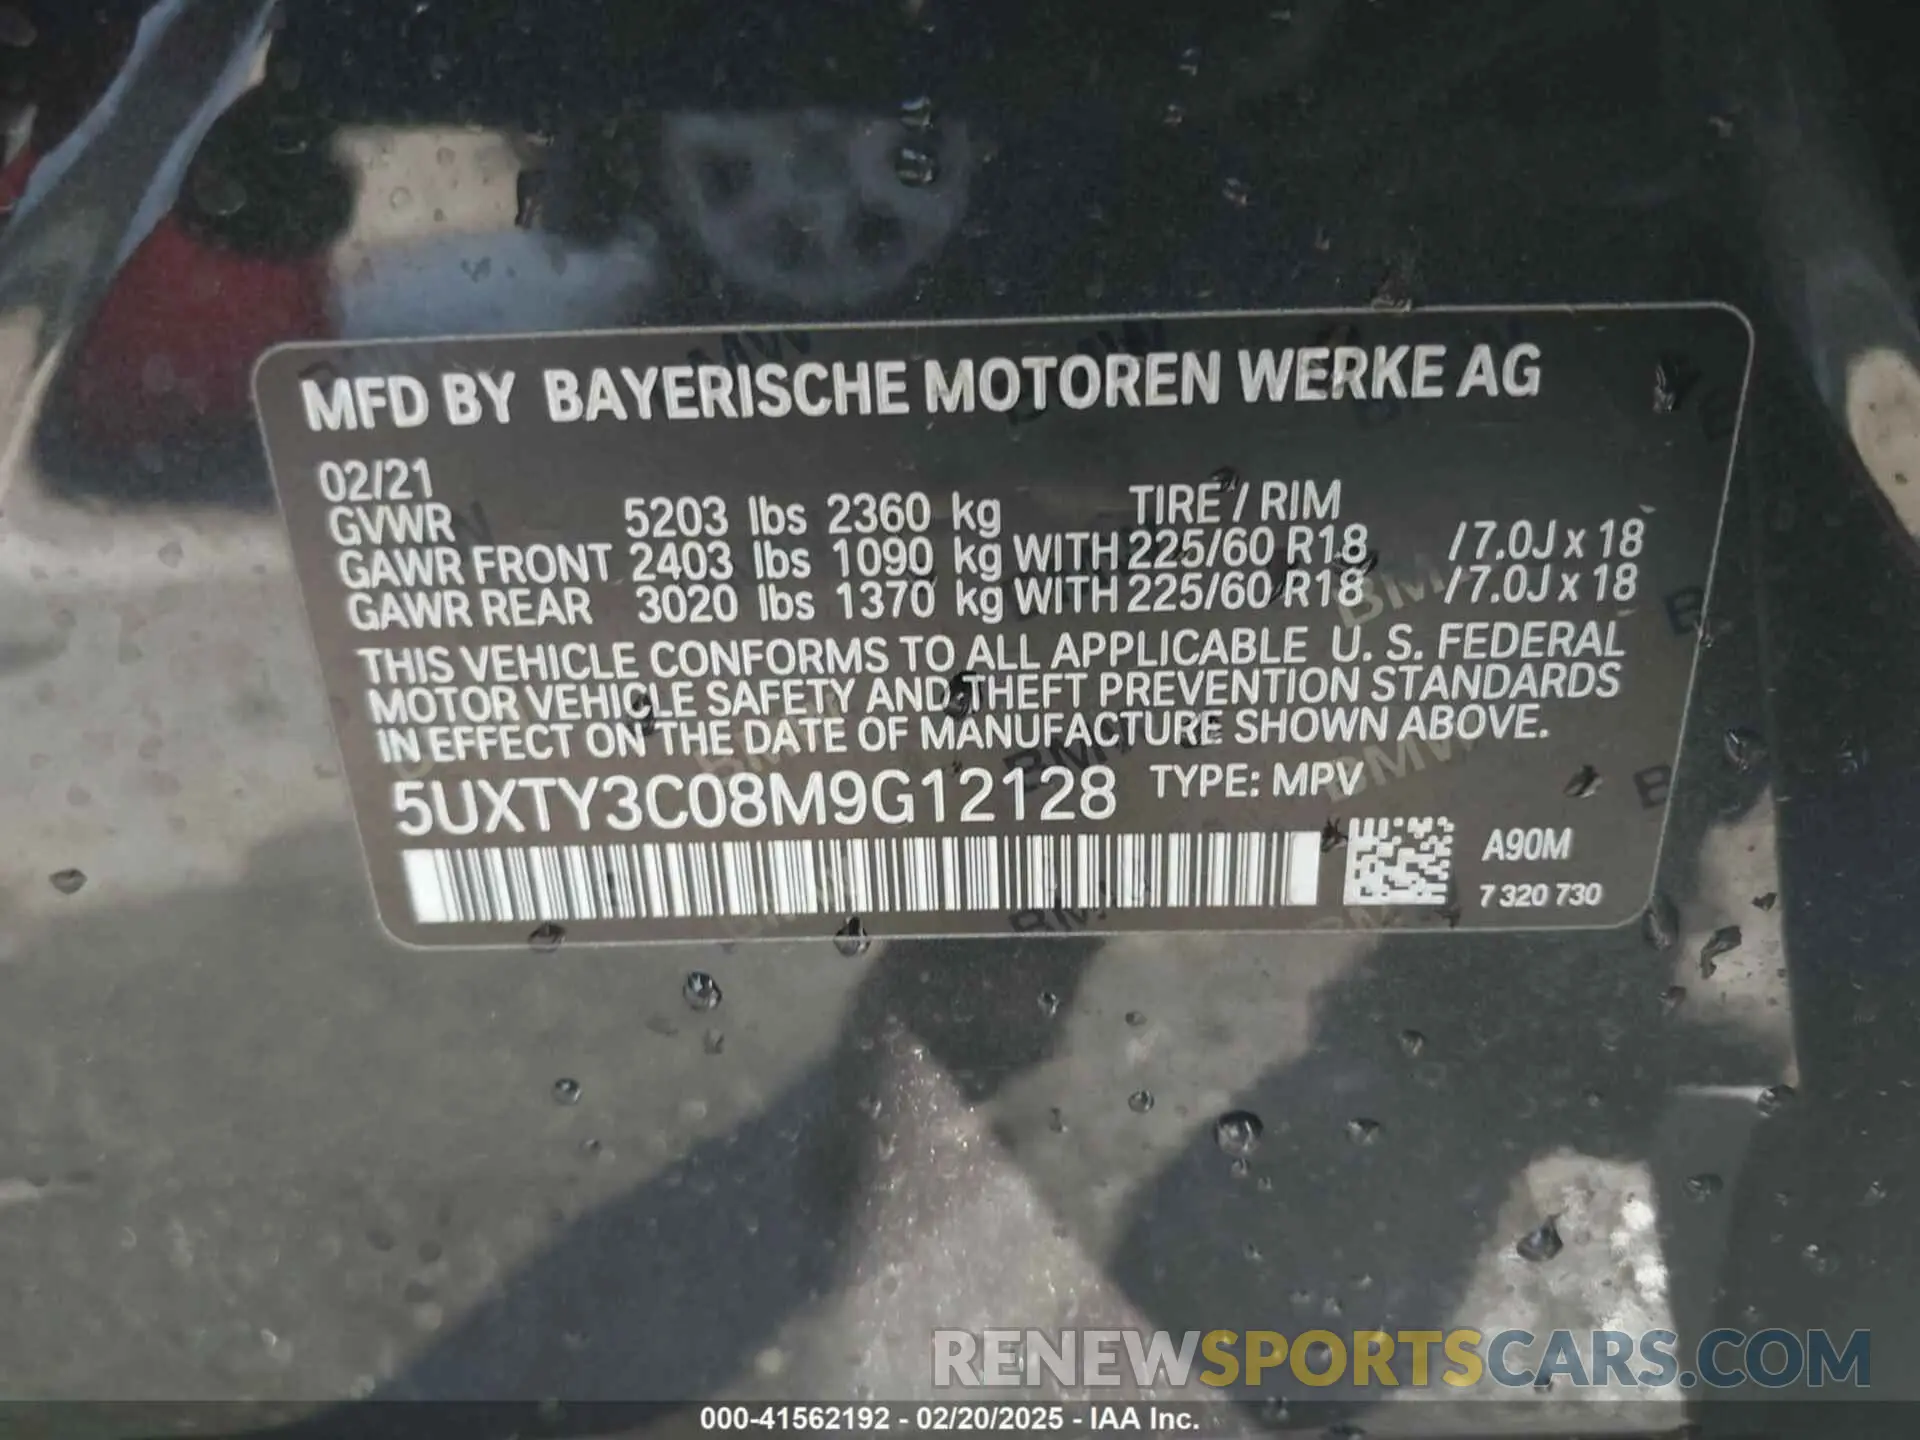 MFD BY BAYERISCHE MOTOREN WERKE AG
02/21
GVWR 5203 lbs 2360 kg TIRE / RIM
GAWR FRONT 2403 lbs 1090 kg WITH 225/60 R18 /7.0J x 18
GAWR REAR 3020 lbs 1370 kg WITH 225/60 R18 /7.0J x 18
THIS VEHICLE CONFORMS TO ALL APPLICABLE U. S. FEDERAL
MOTOR VEHICLE SAFETY AND THEFT PREVENTION STANDARDS
IN EFFECT ON THE DATE OF MANUFACTURE SHOWN ABOVE.
5UXTY3C08M9G12128 TYPE: MPV
A90M
7 320 730
RENEWSPORTSCARS.COM
000-41562192 - 02/20/2025 - IAA Inc.